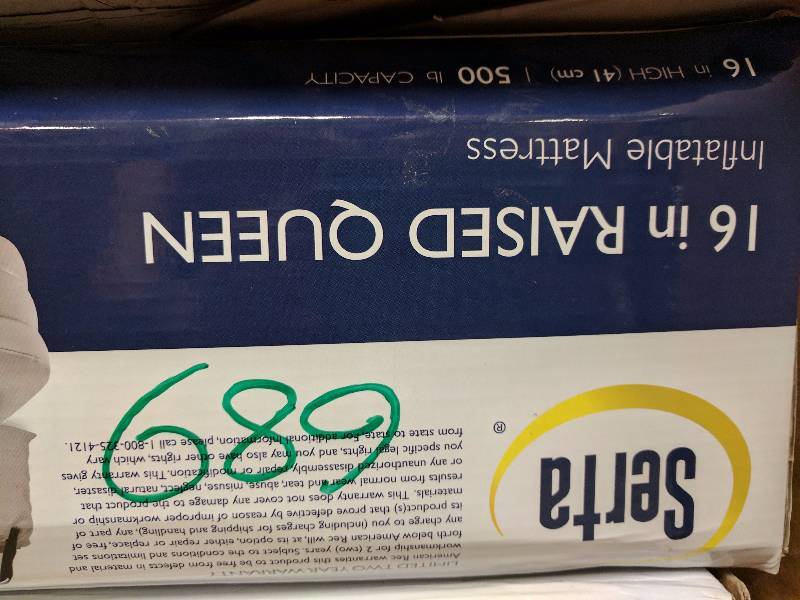 Serta®
LIMITED TWO YEAR WARRANTY
American Rec warranties this product to be free from defects in material and
workmanship for 2 (two) years. Subject to the conditions and limitations set
forth below American Rec will, at its option, either repair or replace, free of
any charge to you (including charges for shipping and handling), any part of
its product(s) that prove defective by reason of improper workmanship or
materials. This warranty does not cover any damage to the product that
results from normal wear and tear, abuse, misuse, neglect, natural disaster,
or any unauthorized disassembly, repair or modification. This warranty gives
you specific legal rights, and you may also have other rights, which vary
from state to state. For additional information, please call 1-800-325-4121.
689
16 in RAISED QUEEN
Inflatable Mattress
16 in HIGH (41 cm) | 500 lb CAPACITY